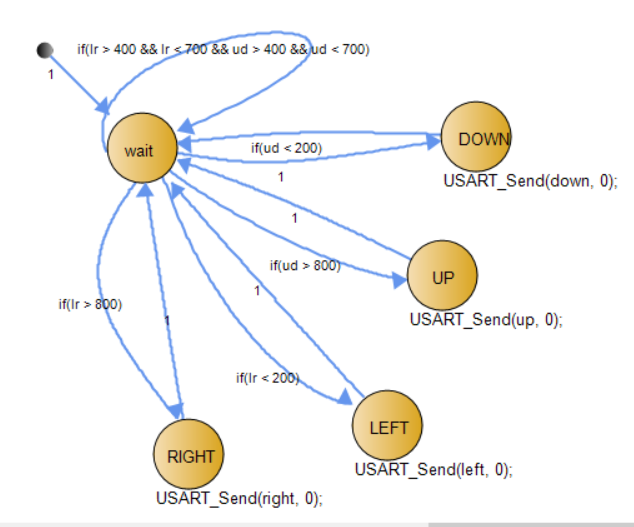 if(lr > 400 && lr < 700 && ud > 400 && ud < 700)
1
wait
if(ud < 200)
DOWN
1
USART_Send(down, 0);
1
if(ud > 800)
UP
1
if(lr > 800)
1
USART_Send(up, 0);
if(lr < 200)
LEFT
RIGHT
USART_Send(left, 0);
USART_Send(right, 0);